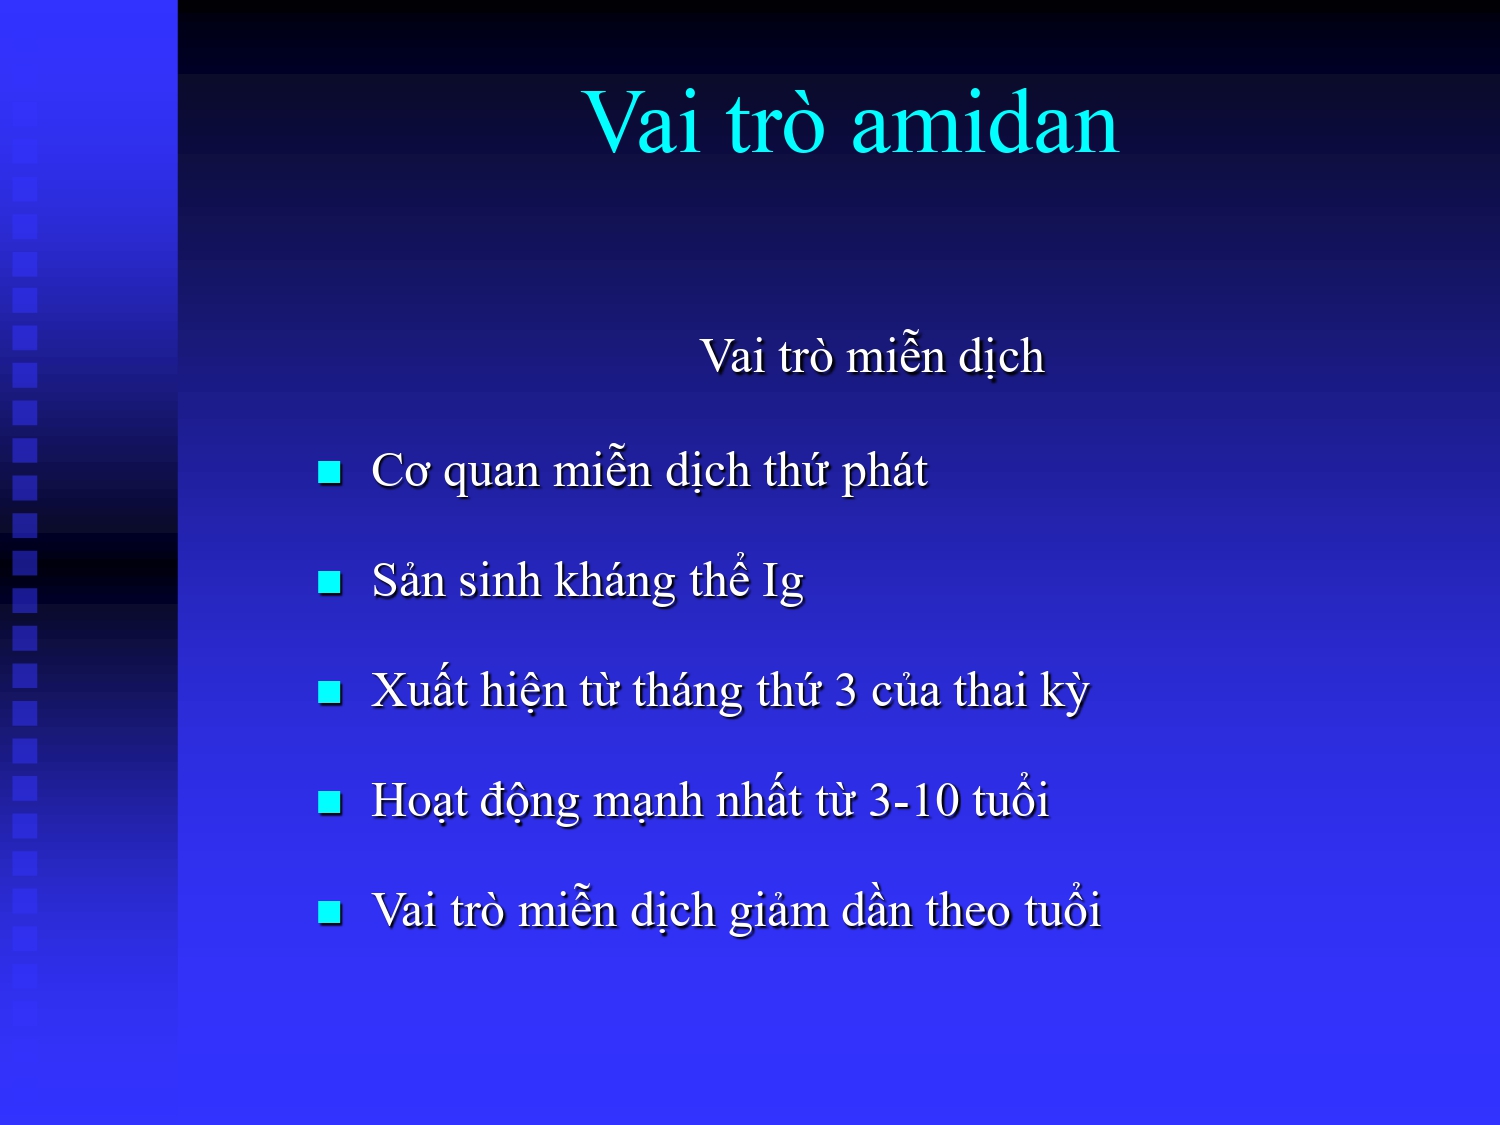 Vai trò amidan
Vai trò miễn dịch
Cơ quan miễn dịch thứ phát
Sản sinh kháng thể Ig
Xuất hiện từ tháng thứ 3 của thai kỳ
Hoạt động mạnh nhất từ 3-10 tuổi
Vai trò miễn dịch giảm dần theo tuổi